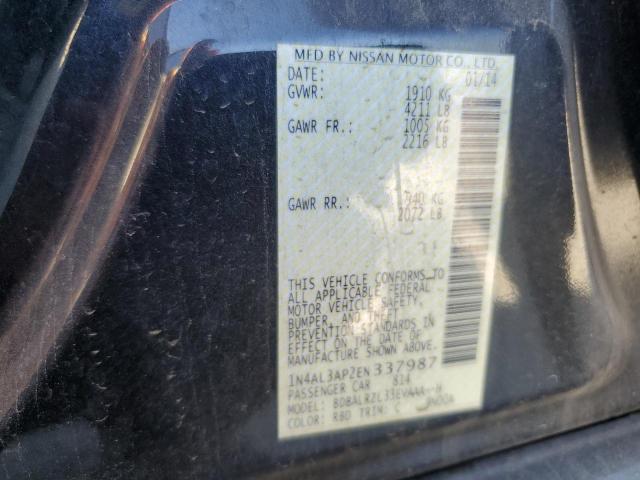 MFD BY NISSAN MOTOR CO., LTD.
DATE: 01/14
GVWR: 1910 KG
4211 LB
GAWR FR.: 1005 KG
2216 LB
GAWR RR.: 940 KG
2072 LB
THIS VEHICLE CONFORMS TO
ALL APPLICABLE FEDERAL
MOTOR VEHICLE SAFETY,
BUMPER, AND THEFT
PREVENTION STANDARDS IN
EFFECT ON THE DATE OF
MANUFACTURE SHOWN ABOVE.
1N4AL3AP2EN337987
PASSENGER CAR 814
MODEL: BDBALRZL33EVAAA--H
COLOR: RBD TRIM: C